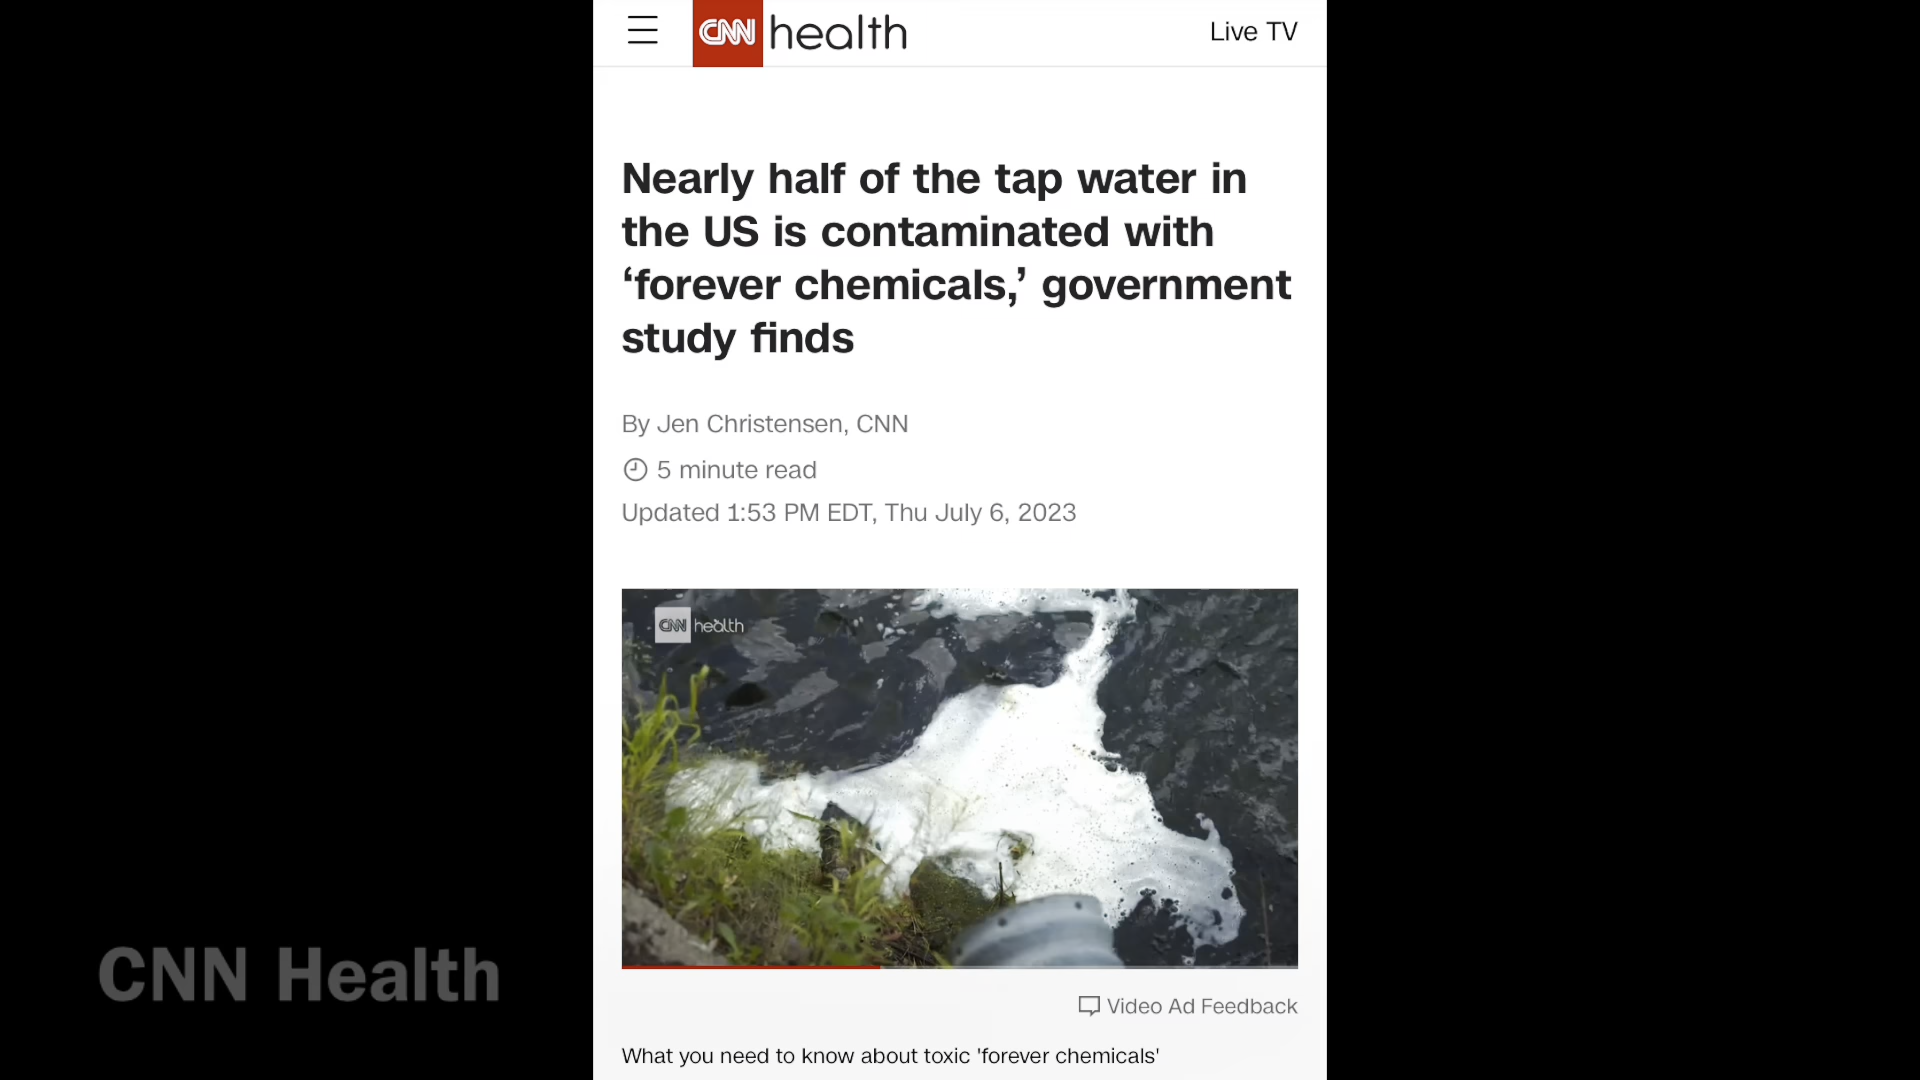 CNN health
Live TV
Nearly half of the tap water in
the US is contaminated with
‘forever chemicals,’ government
study finds
By Jen Christensen, CNN
5 minute read
Updated 1:53 PM EDT, Thu July 6, 2023
CNN health
Video Ad Feedback
What you need to know about toxic 'forever chemicals'
CNN Health